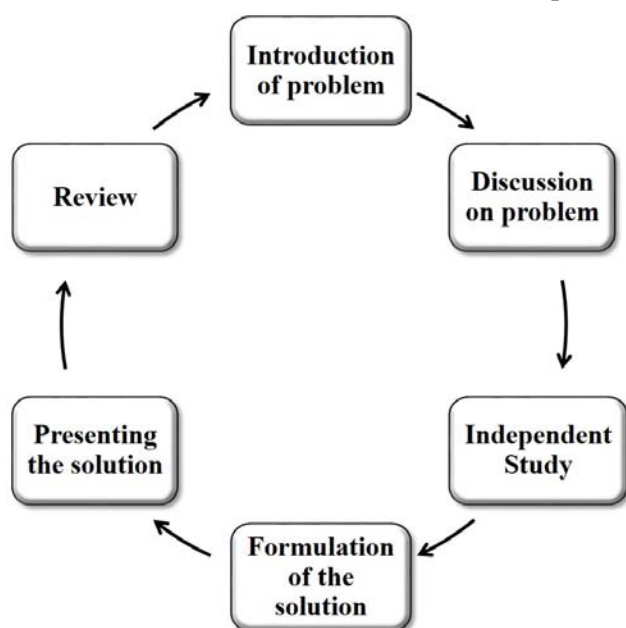 Introduction
of problem
Discussion
on problem
Independent
Study
Formulation
of the
solution
Presenting
the solution
Review